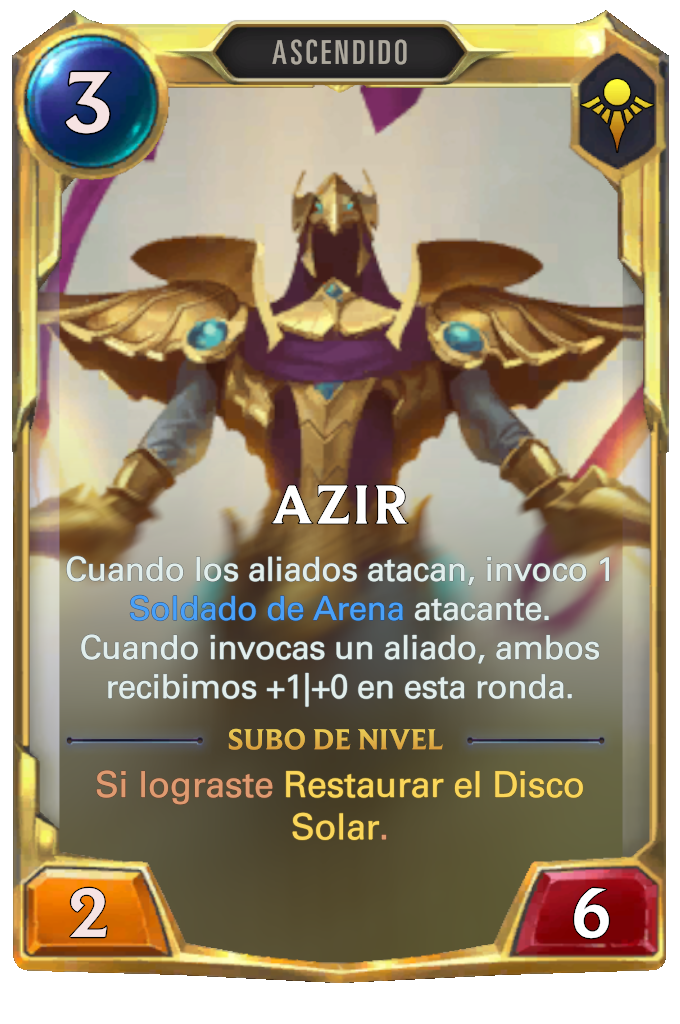 ASCENDIDO
3
AZIR
Cuando los aliados atacan, invoco 1
Soldado de Arena atacante.
Cuando invocas un aliado, ambos
recibimos +1|+0 en esta ronda.
SUBO DE NIVEL
Si lograste Restaurar el Disco
Solar.
2
6